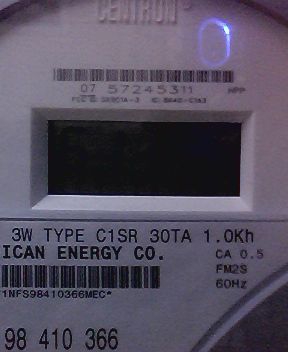 CENTRON
07 57245311
3W TYPE C1SR 30TA 1.0Kh
ICAN ENERGY CO.
CA 0.5
FM2S
60Hz
1NFS98410366MEC*
98 410 366